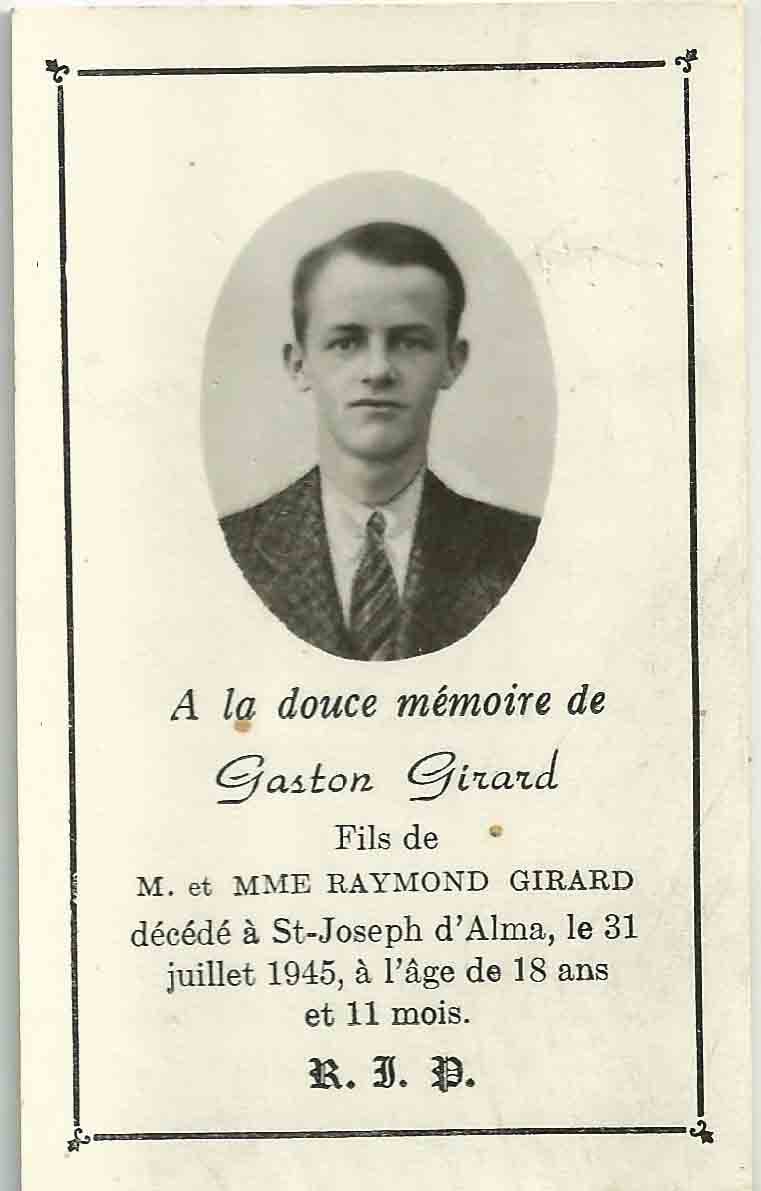 A la douce mémoire de
Gaston Girard
Fils de
M. et MME RAYMOND GIRARD
décédé à St-Joseph d'Alma, le 31
juillet 1945, à l'âge de 18 ans
et 11 mois.
R. I. P.